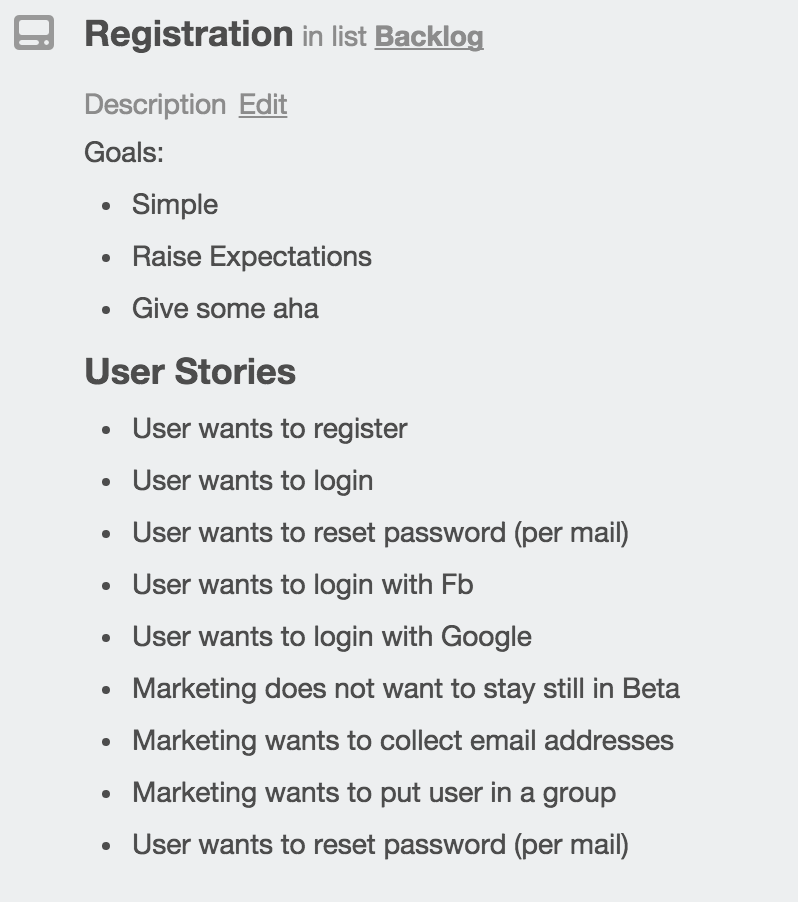 Registration in list Backlog
Description Edit
Goals:
• Simple
• Raise Expectations
• Give some aha
User Stories
• User wants to register
• User wants to login
• User wants to reset password (per mail)
• User wants to login with Fb
• User wants to login with Google
• Marketing does not want to stay still in Beta
• Marketing wants to collect email addresses
• Marketing wants to put user in a group
• User wants to reset password (per mail)